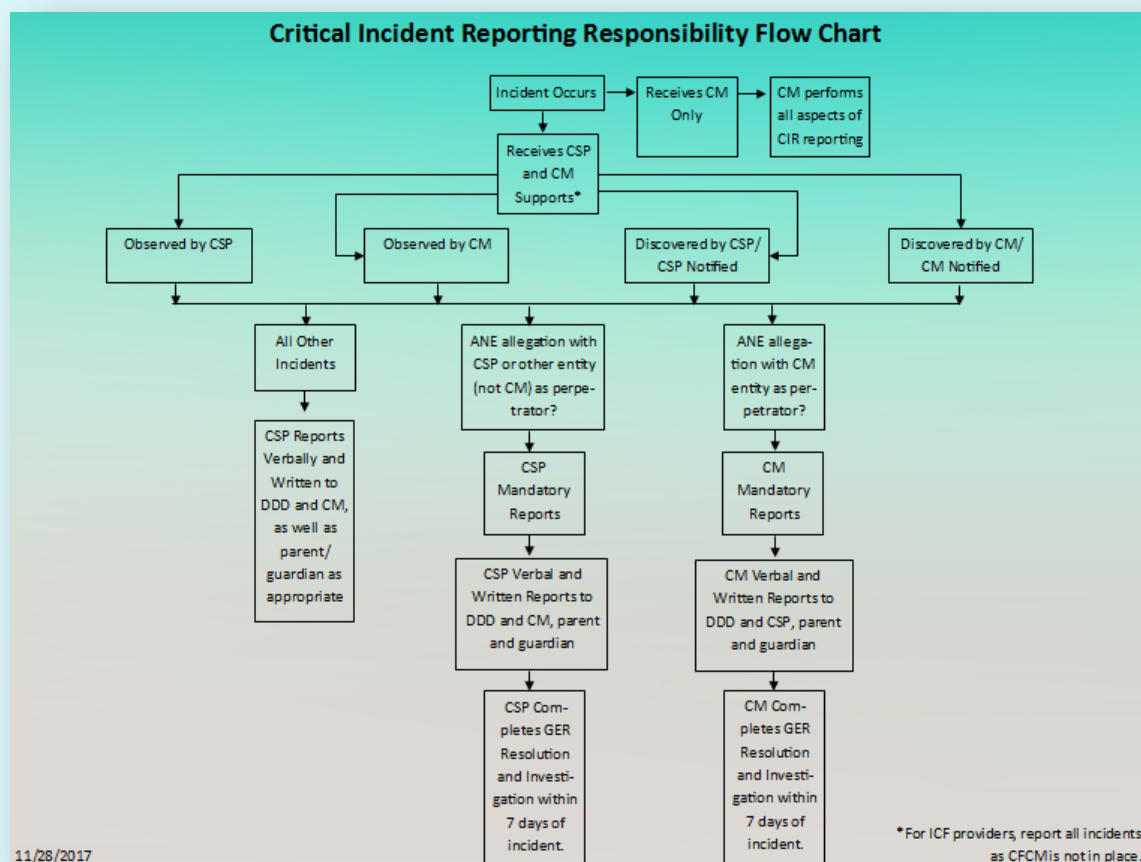 Critical Incident Reporting Responsibility Flow Chart
Incident Occurs
Receives CM
Only
CM performs
all aspects of
CIR reporting
Receives CSP
and CM
Supports*
Observed by CSP
Observed by CM
Discovered by CSP/
CSP Notified
Discovered by CM/
CM Notified
All Other
Incidents
ANE allegation with
CSP or other entity
(not CM) as perpe-
trator?
ANE allega-
tion with CM
entity as per-
petrator?
CSP Reports
Verbally and
Written to
DDD and CM,
as well as
parent/
guardian as
appropriate
CSP
Mandatory
Reports
CM
Mandatory
Reports
CSP Verbal and
Written Reports to
DDD and CM, parent
and guardian
CM Verbal and
Written Reports to
DDD and CSP, parent
and guardian
CSP Com-
pletes GER
Resolution
and Investi-
gation within
7 days of
incident.
CM Com-
pletes GER
Resolution
and Investi-
gation within
7 days of
incident.
*For ICF providers, report all incidents
as CFCM is not in place.
11/28/2017